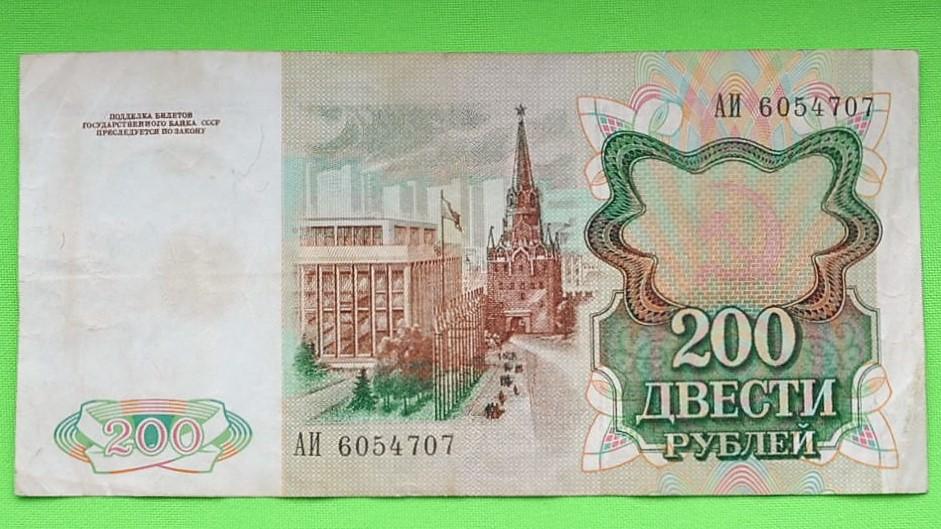 ПОДДЕЛКА БИЛЕТОВ
ГОСУДАРСТВЕННОГО БАНКА СССР
ПРЕСЛЕДУЕТСЯ ПО ЗАКОНУ
АИ 6054707
200
ДВЕСТИ
РУБЛЕЙ
200
АИ 6054707